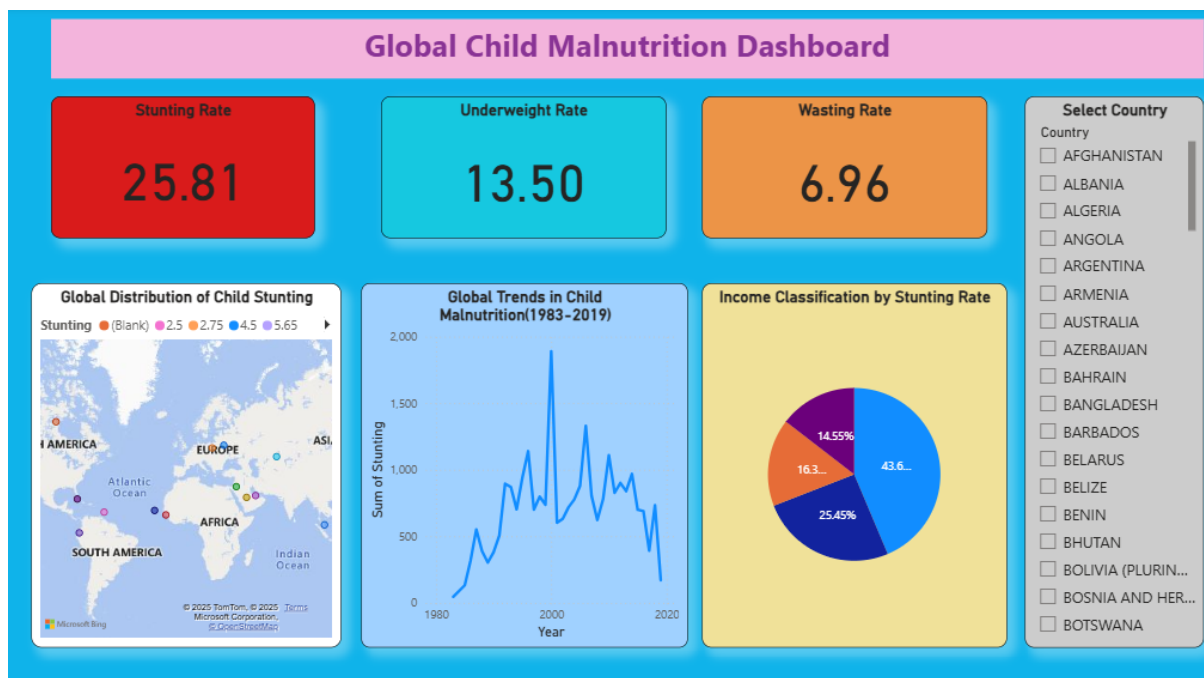 Global Child Malnutrition Dashboard
Stunting Rate
25.81
Underweight Rate
13.50
Wasting Rate
6.96
Select Country
Country
AFGHANISTAN
ALBANIA
ALGERIA
ANGOLA
ARGENTINA
ARMENIA
AUSTRALIA
AZERBAIJAN
BAHRAIN
BANGLADESH
BARBADOS
BELARUS
BELIZE
BENIN
BHUTAN
BOLIVIA (PLURIN...
BOSNIA AND HER...
BOTSWANA
Global Distribution of Child Stunting
Stunting (Blank) 2.5 2.75 4.5 5.65
H AMERICA
EUROPE
ASI
Atlantic
Ocean
AFRICA
SOUTH AMERICA
Indian
Ocean
© 2025 TomTom, © 2025 Terms
Microsoft Corporation,
© OpenStreetMap
Microsoft Bing
Global Trends in Child
Malnutrition(1983-2019)
2,000
1,500
1,000
500
0
Sum of Stunting
1980 2000 2020
Year
Income Classification by Stunting Rate
14.55%
16.3...
43.6...
25.45%